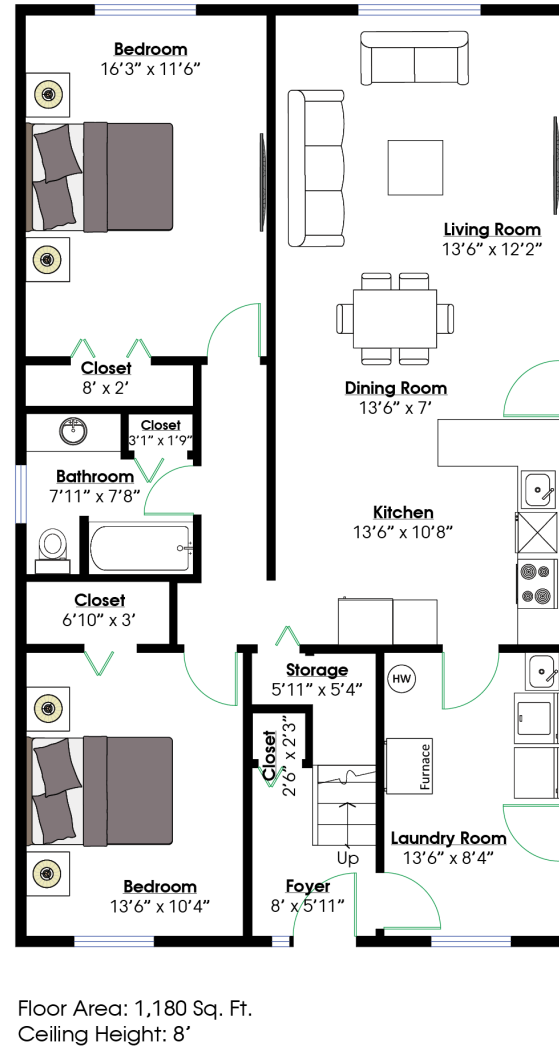 Bedroom
16'3" x 11'6"
Living Room
13'6" x 12'2"
Closet
8' x 2'
Dining Room
13'6" x 7'
Closet
3'1" x 1'9"
Bathroom
7'11" x 7'8"
Kitchen
13'6" x 10'8"
Closet
6'10" x 3'
Storage
5'11" x 5'4"
HW
Closet
2'6" x 2'3"
Furnace
Up
Laundry Room
13'6" x 8'4"
Bedroom
13'6" x 10'4"
Foyer
8' x 5'11"
Floor Area: 1,180 Sq. Ft.
Ceiling Height: 8'